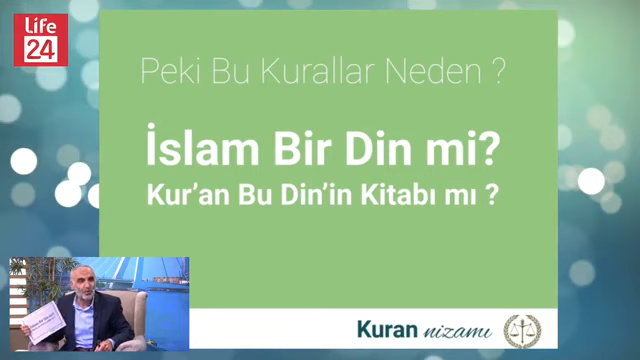 Life
24
Peki Bu Kurallar Neden ?
İslam Bir Din mi?
Kur’an Bu Din’in Kitabı mı ?
Kuran nizamı